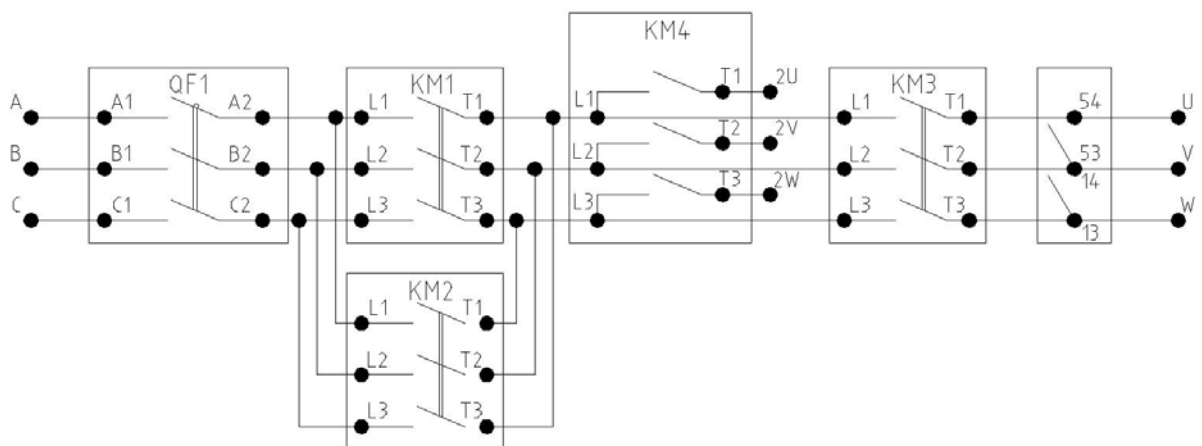 KM4
QF1 KM1 T1 2U KM3
A A1 A2 L1 T1 L1 L1 T1 54 U
B B1 B2 L2 T2 L2 T2 2V L2 T2 53 V
14
C C1 C2 L3 T3 L3 T3 2W L3 T3 13 W
KM2
L1 T1
L2 T2
L3 T3